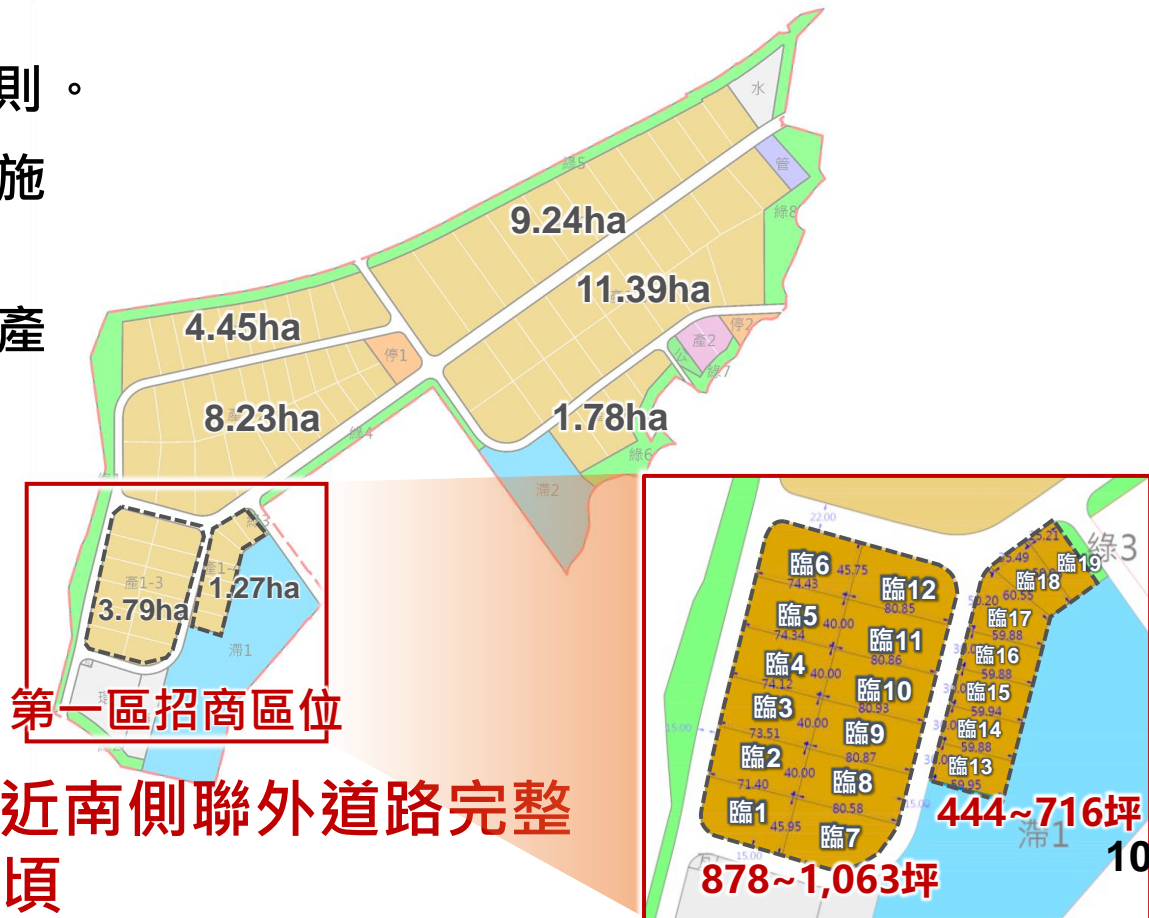 則。
施
產
水
管
綠5
綠8
9.24ha
11.39ha
4.45ha
停1
停2
產2
公
綠7
8.23ha
1.78ha
綠4
綠6
滯2
綠3
產1-3
3.79ha
1.27ha
滯1
第一區招商區位
近南側聯外道路完整
頃
22.00
綠3
臨6
45.75
臨12
74.43
80.85
臨5
40.00
臨11
74.34
80.86
臨4
40.00
臨10
74.12
80.93
臨3
40.00
臨9
73.51
80.87
15.00
臨2
40.00
臨8
71.40
80.58
臨1
45.95
臨7
15.00
15.00
臨19
臨18
60.55
臨17
59.88
臨16
59.88
臨15
59.94
臨14
59.88
臨13
59.95
444~716坪
滯1
878~1,063坪
10